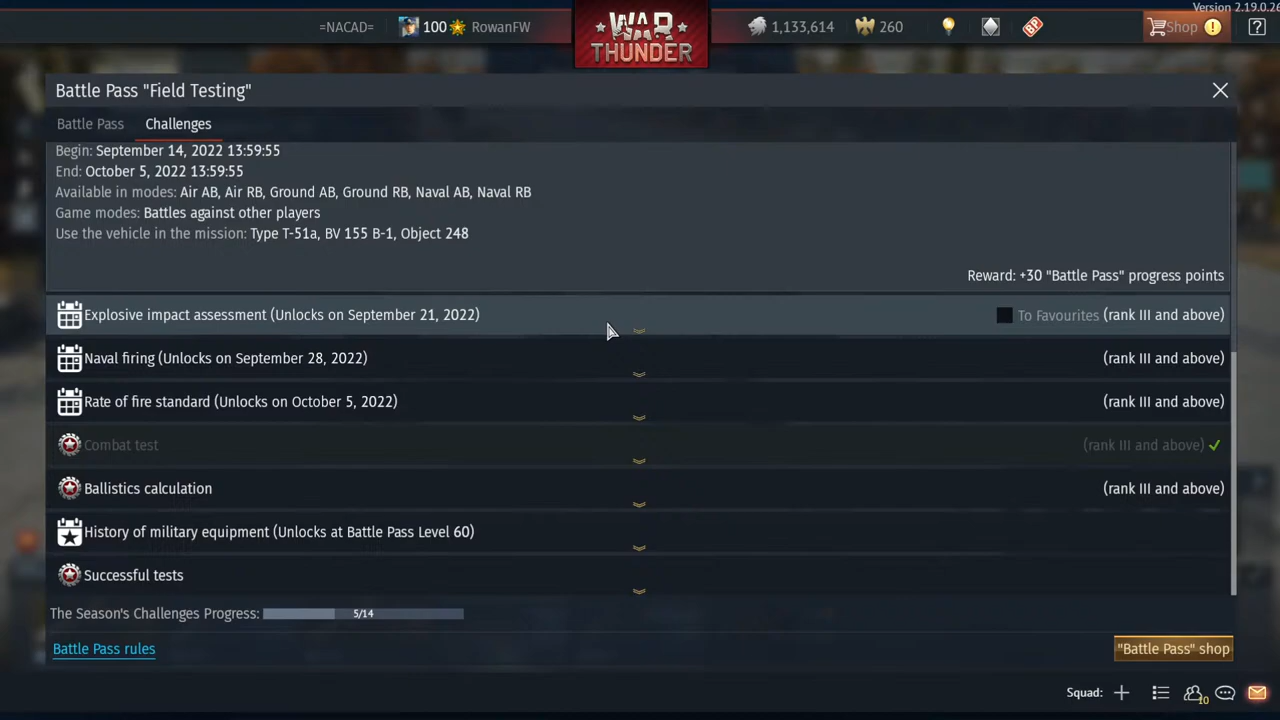 Version 2.19.0.26
=NACAD= 100 RowanFW
WAR THUNDER
1,133,614 260 BP Shop ! ?
Battle Pass "Field Testing"
Battle Pass Challenges
Begin: September 14, 2022 13:59:55
End: October 5, 2022 13:59:55
Available in modes: Air AB, Air RB, Ground AB, Ground RB, Naval AB, Naval RB
Game modes: Battles against other players
Use the vehicle in the mission: Type T-51a, BV 155 B-1, Object 248
Reward: +30 "Battle Pass" progress points
Explosive impact assessment (Unlocks on September 21, 2022) To Favourites (rank III and above)
Naval firing (Unlocks on September 28, 2022) (rank III and above)
Rate of fire standard (Unlocks on October 5, 2022) (rank III and above)
Combat test (rank III and above)
Ballistics calculation (rank III and above)
History of military equipment (Unlocks at Battle Pass Level 60)
Successful tests
The Season's Challenges Progress: 5/14
Battle Pass rules "Battle Pass" shop
Squad: 10